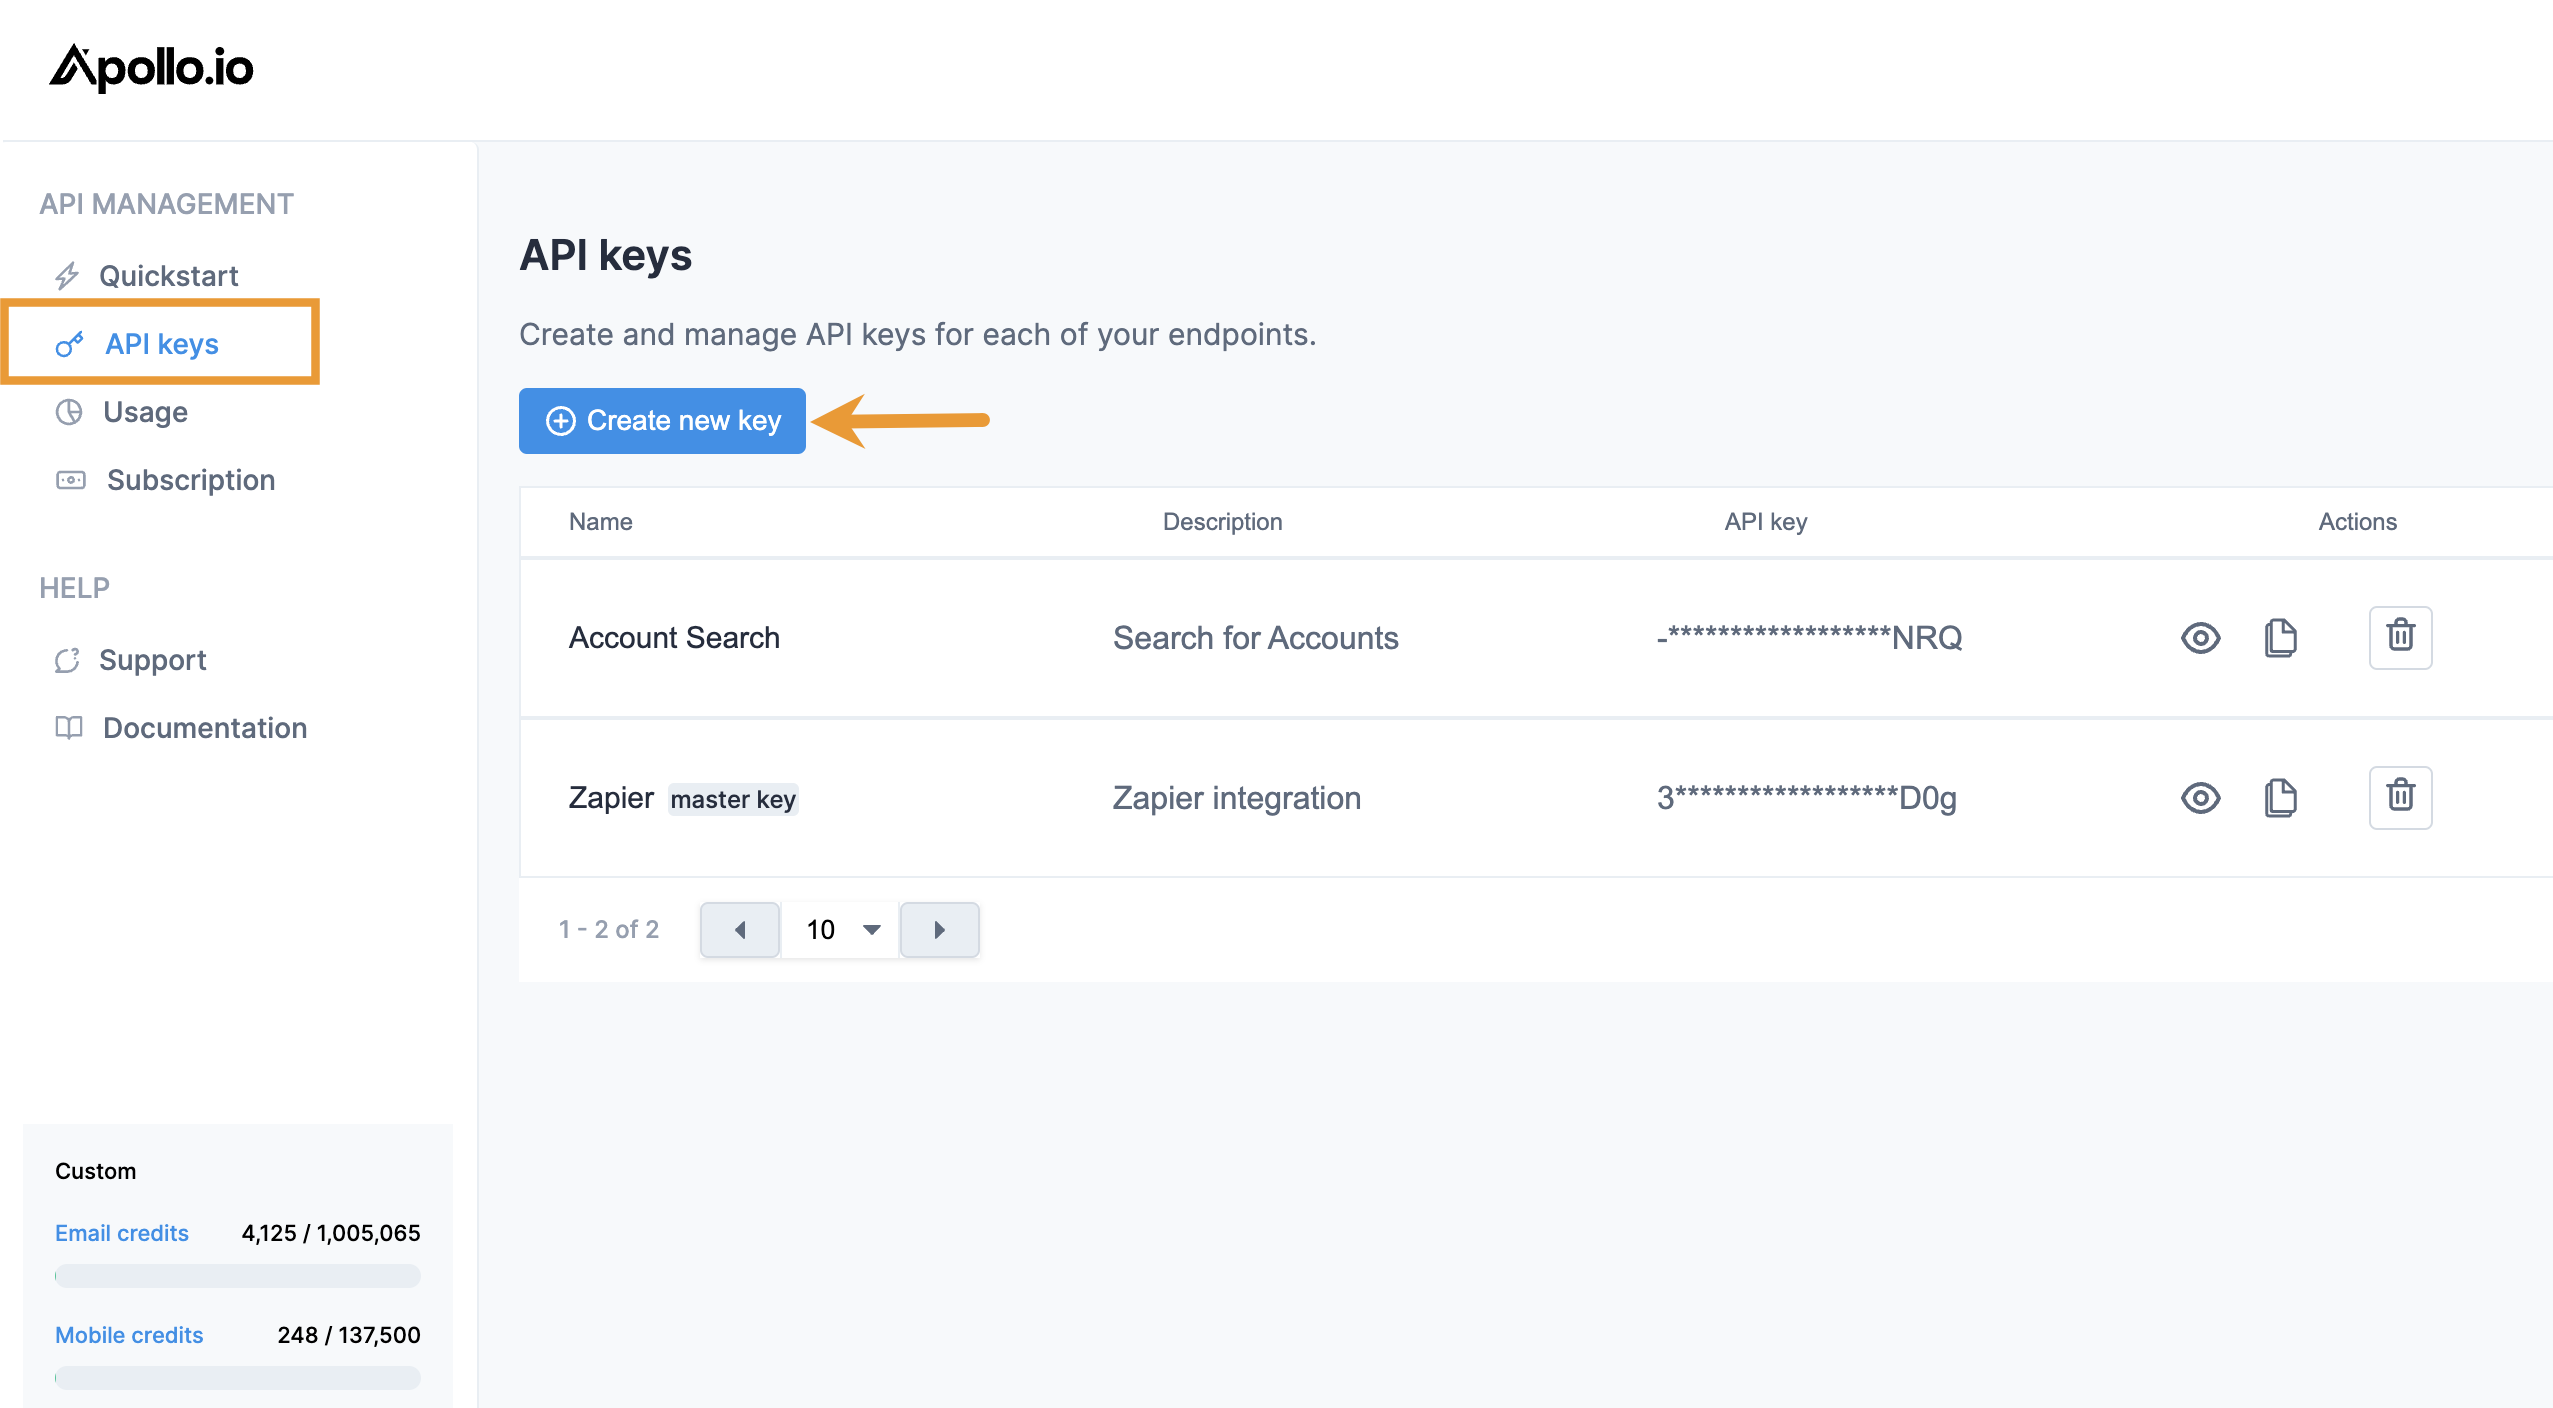 Apollo.io
API MANAGEMENT
Quickstart
API keys
Usage
Subscription
HELP
Support
Documentation
Custom
Email credits 4,125 / 1,005,065
Mobile credits 248 / 137,500
API keys
Create and manage API keys for each of your endpoints.
Create new key
Name Description API key Actions
Account Search Search for Accounts -******************NRQ
Zapier master key Zapier integration 3******************D0g
1 - 2 of 2 10